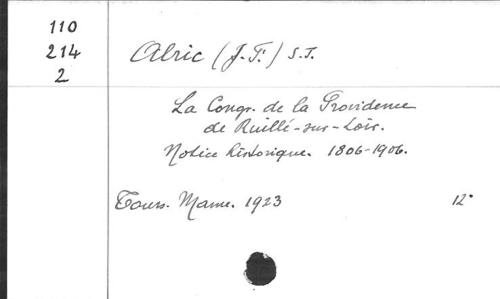 110
214
2
Alric (J. F.) S.J.
La Congr. de la Providence
de Ruillé-sur-Loir.
Notice historique. 1806-1906.
Tours. Mame. 1923 12°